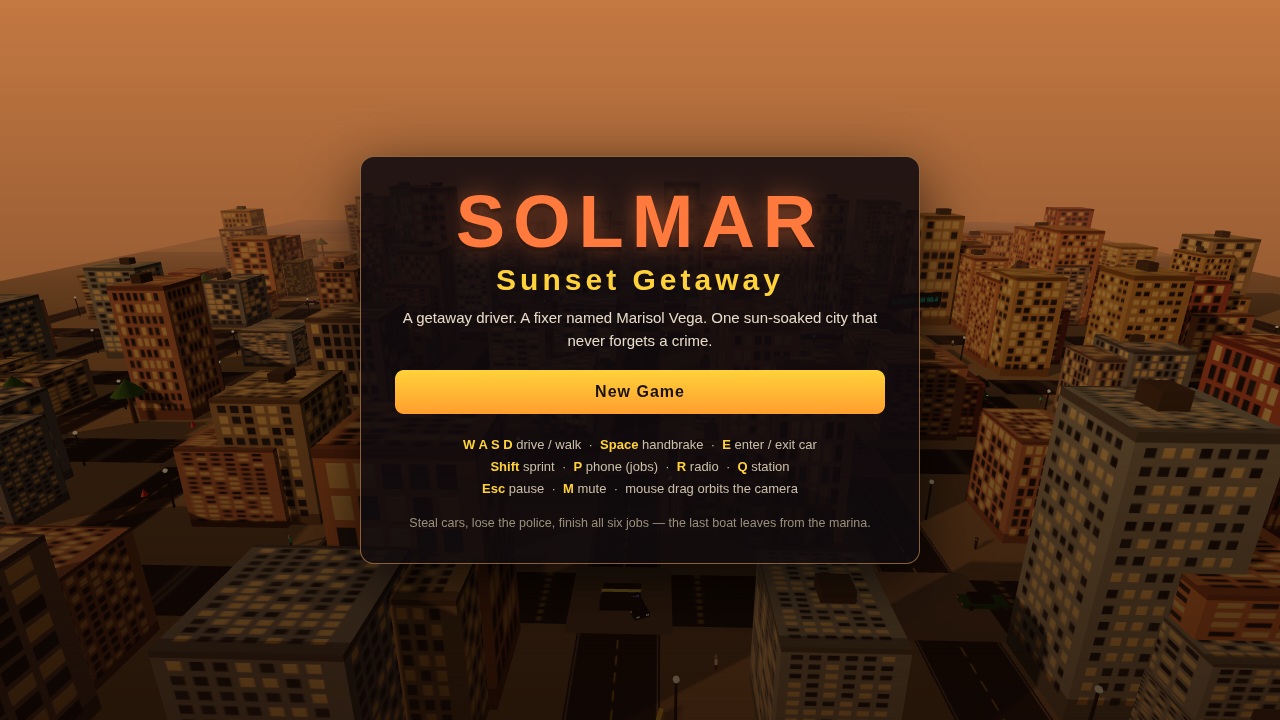 SOLMAR
Sunset Getaway
A getaway driver. A fixer named Marisol Vega. One sun-soaked city that
never forgets a crime.
New Game
W A S D drive / walk · Space handbrake · E enter / exit car
Shift sprint · P phone (jobs) · R radio · Q station
Esc pause · M mute · mouse drag orbits the camera
Steal cars, lose the police, finish all six jobs — the last boat leaves from the marina.